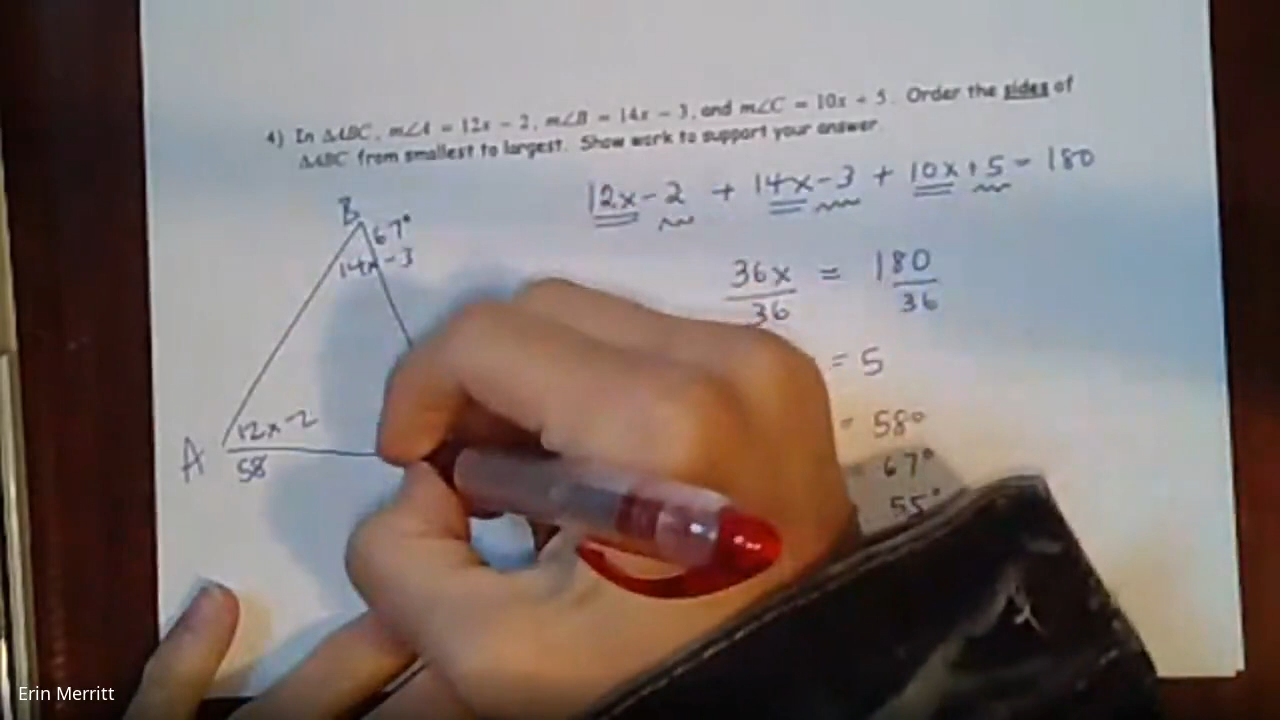 4) In ΔABC, m∠A = 12x - 2, m∠B = 14x - 3, and m∠C = 10x + 5. Order the sides of
ΔABC from smallest to largest. Show work to support your answer.
12x-2 + 14x-3 + 10x+5 = 180
B
67°
14x-3
36x = 180
36 36
= 5
12x-2
= 58°
A
58
= 67°
55°
Erin Merritt